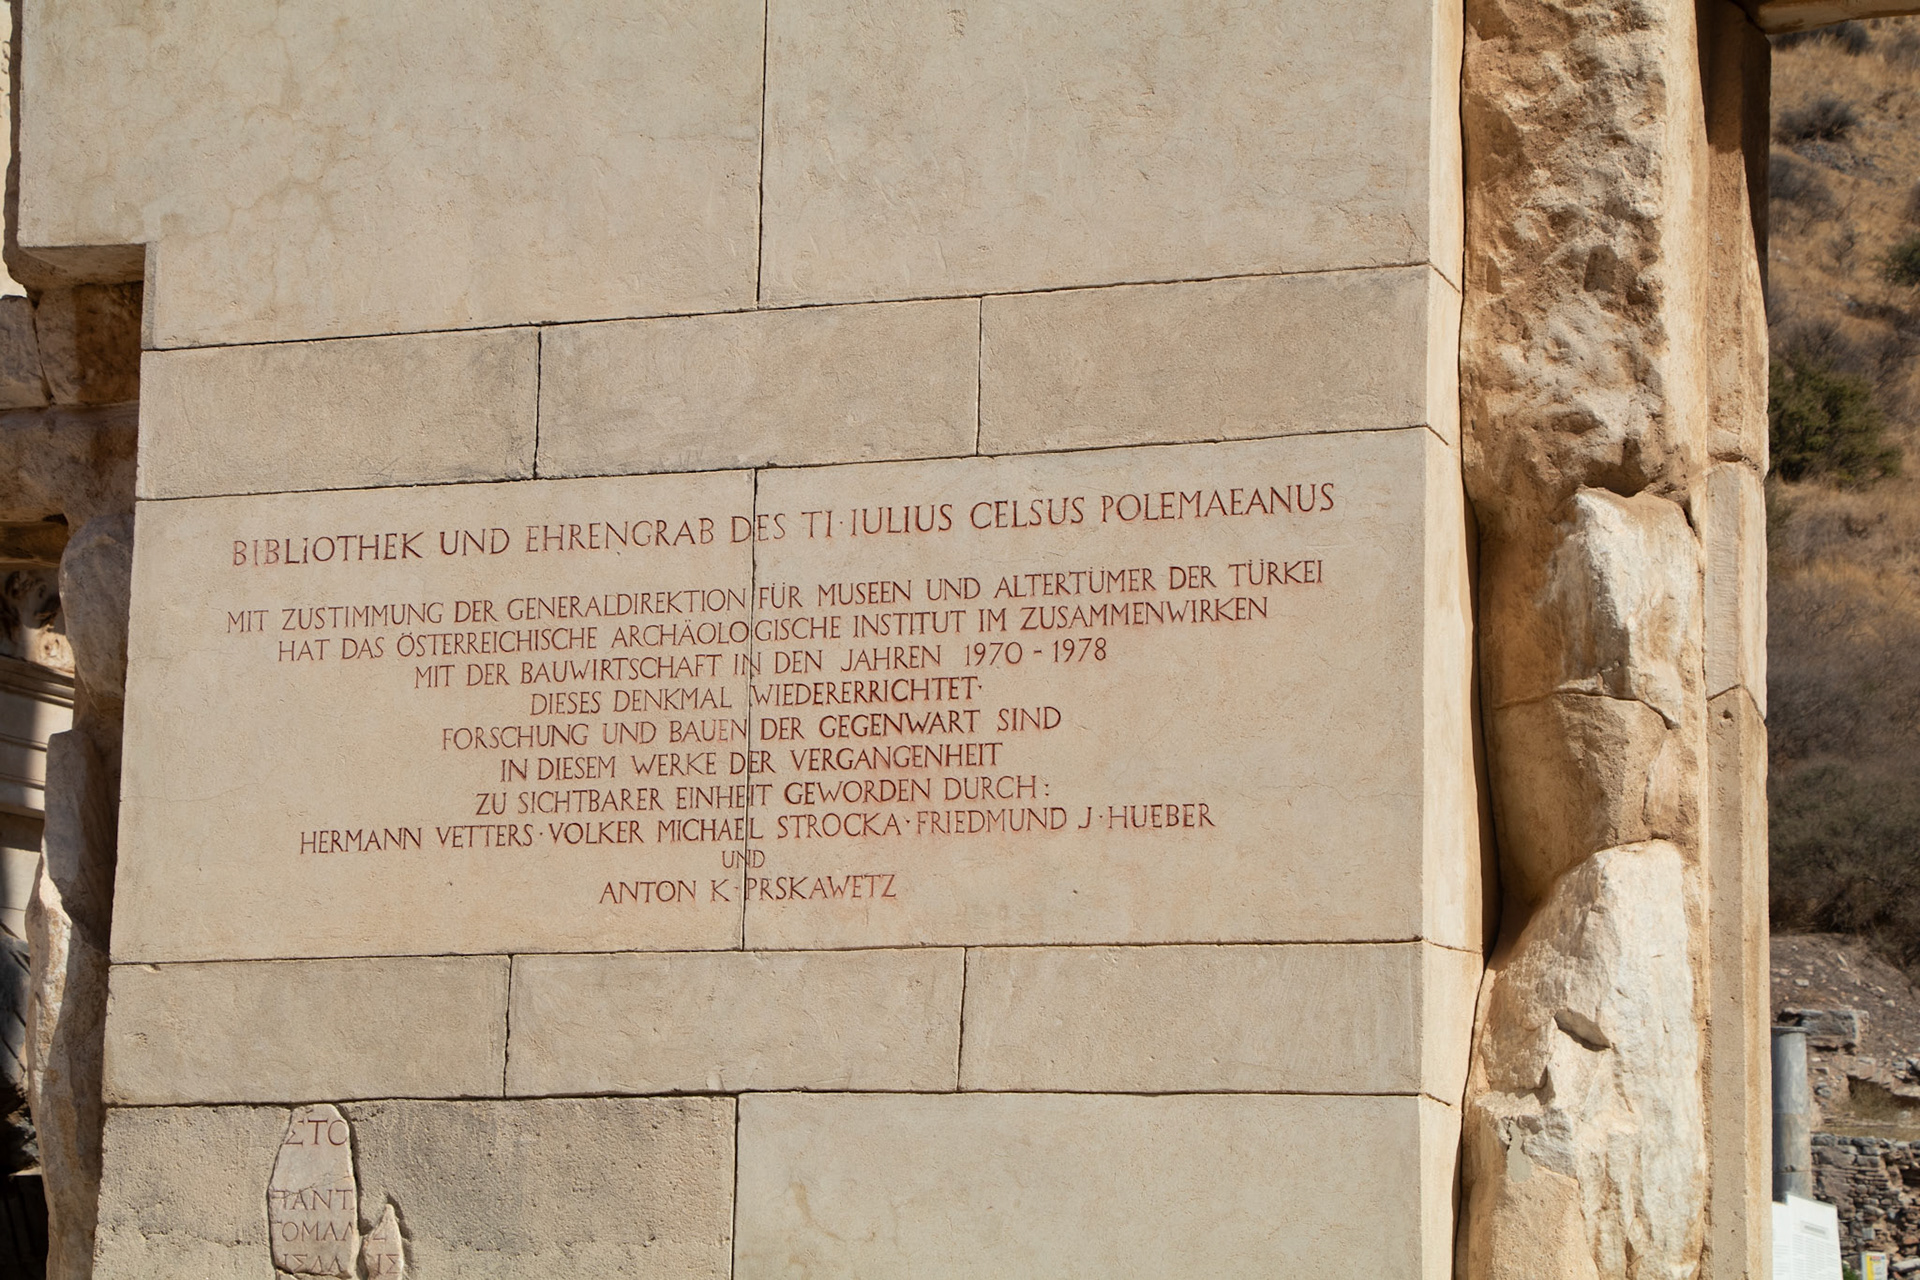 BIBLIOTHEK UND EHRENGRAB DES TI·IULIUS CELSUS POLEMAEANUS
MIT ZUSTIMMUNG DER GENERALDIREKTION FÜR MUSEEN UND ALTERTÜMER DER TÜRKEI
HAT DAS ÖSTERREICHISCHE ARCHÄOLOGISCHE INSTITUT IM ZUSAMMENWIRKEN
MIT DER BAUWIRTSCHAFT IN DEN JAHREN 1970 - 1978
DIESES DENKMAL WIEDERERRICHTET·
FORSCHUNG UND BAUEN DER GEGENWART SIND
IN DIESEM WERKE DER VERGANGENHEIT
ZU SICHTBARER EINHEIT GEWORDEN DURCH:
HERMANN VETTERS·VOLKER MICHAEL STROCKA·FRIEDMUND J·HUEBER
UND
ANTON K·PRSKAWETZ
ΣΤΟ
ΠΑΝΤ